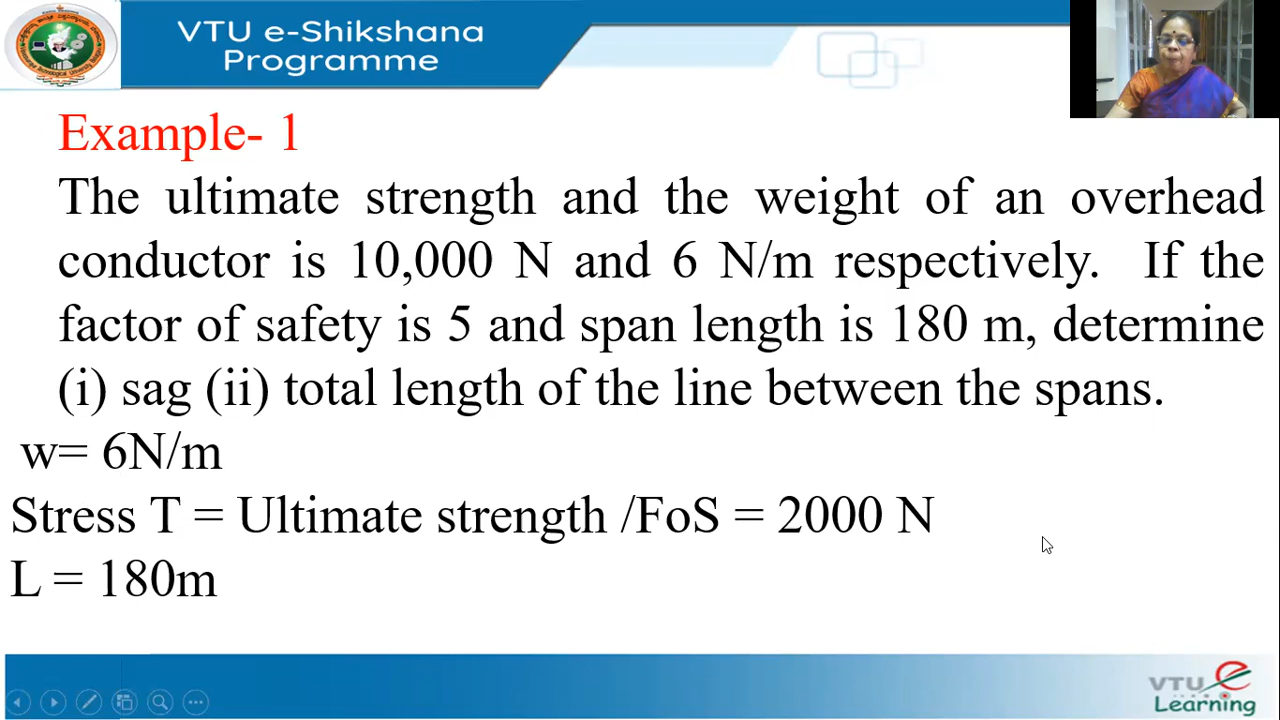 VTU e-Shikshana
Programme
Example- 1
The ultimate strength and the weight of an overhead
conductor is 10,000 N and 6 N/m respectively. If the
factor of safety is 5 and span length is 180 m, determine
(i) sag (ii) total length of the line between the spans.
w= 6N/m
Stress T = Ultimate strength /FoS = 2000 N
L = 180m
VTU e
Learning